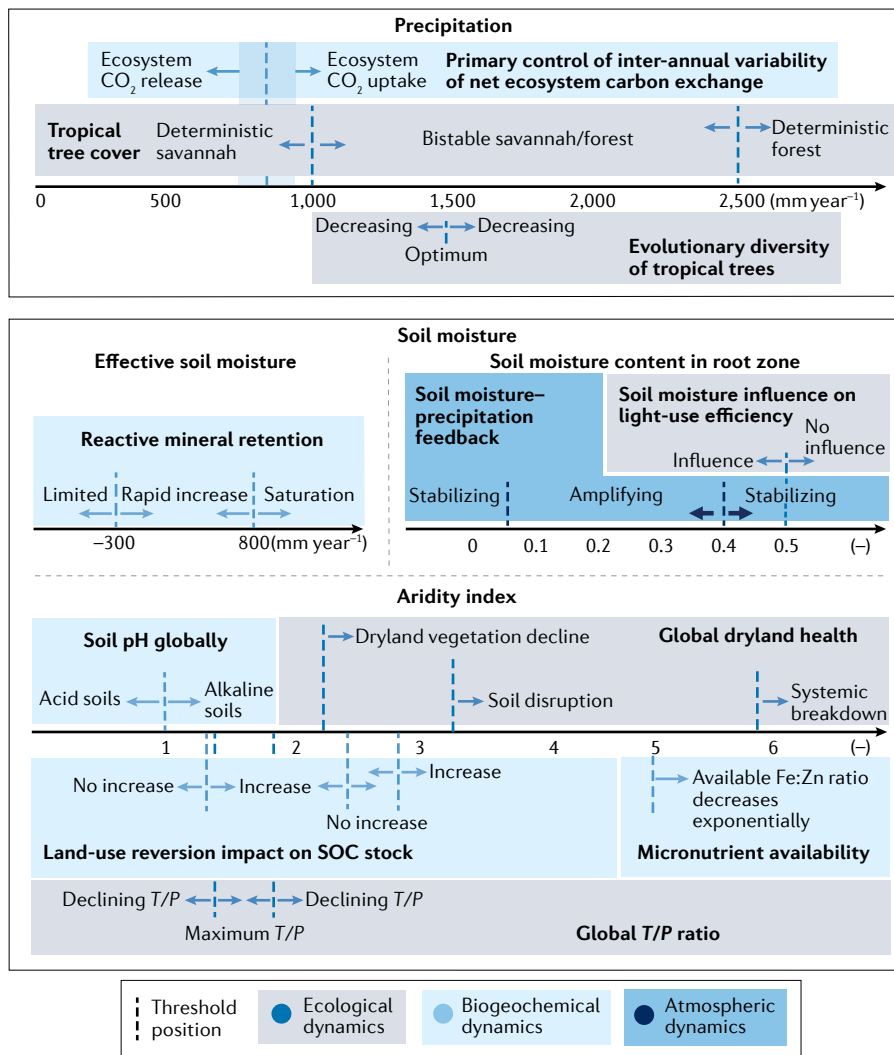 Precipitation
Ecosystem
CO₂ release
Ecosystem
CO₂ uptake
Primary control of inter-annual variability
of net ecosystem carbon exchange
Tropical
tree cover
Deterministic
savannah
Bistable savannah/forest
Deterministic
forest
0 500 1,000 1,500 2,000 2,500 (mm year⁻¹)
Decreasing Decreasing
Optimum
Evolutionary diversity
of tropical trees
Soil moisture
Effective soil moisture
Reactive mineral retention
Limited Rapid increase Saturation
−300 800 (mm year⁻¹)
Soil moisture content in root zone
Soil moisture–
precipitation
feedback
Soil moisture influence on
light-use efficiency
No
influence
Influence
Stabilizing Amplifying Stabilizing
0 0.1 0.2 0.3 0.4 0.5 (–)
Aridity index
Soil pH globally
Acid soils
Alkaline
soils
Dryland vegetation decline
Global dryland health
Soil disruption
Systemic
breakdown
1 2 3 4 5 6 (–)
No increase Increase
No increase
Increase
Land-use reversion impact on SOC stock
Available Fe:Zn ratio
decreases
exponentially
Micronutrient availability
Declining T/P Declining T/P
Maximum T/P
Global T/P ratio
Threshold
position
Ecological
dynamics
Biogeochemical
dynamics
Atmospheric
dynamics